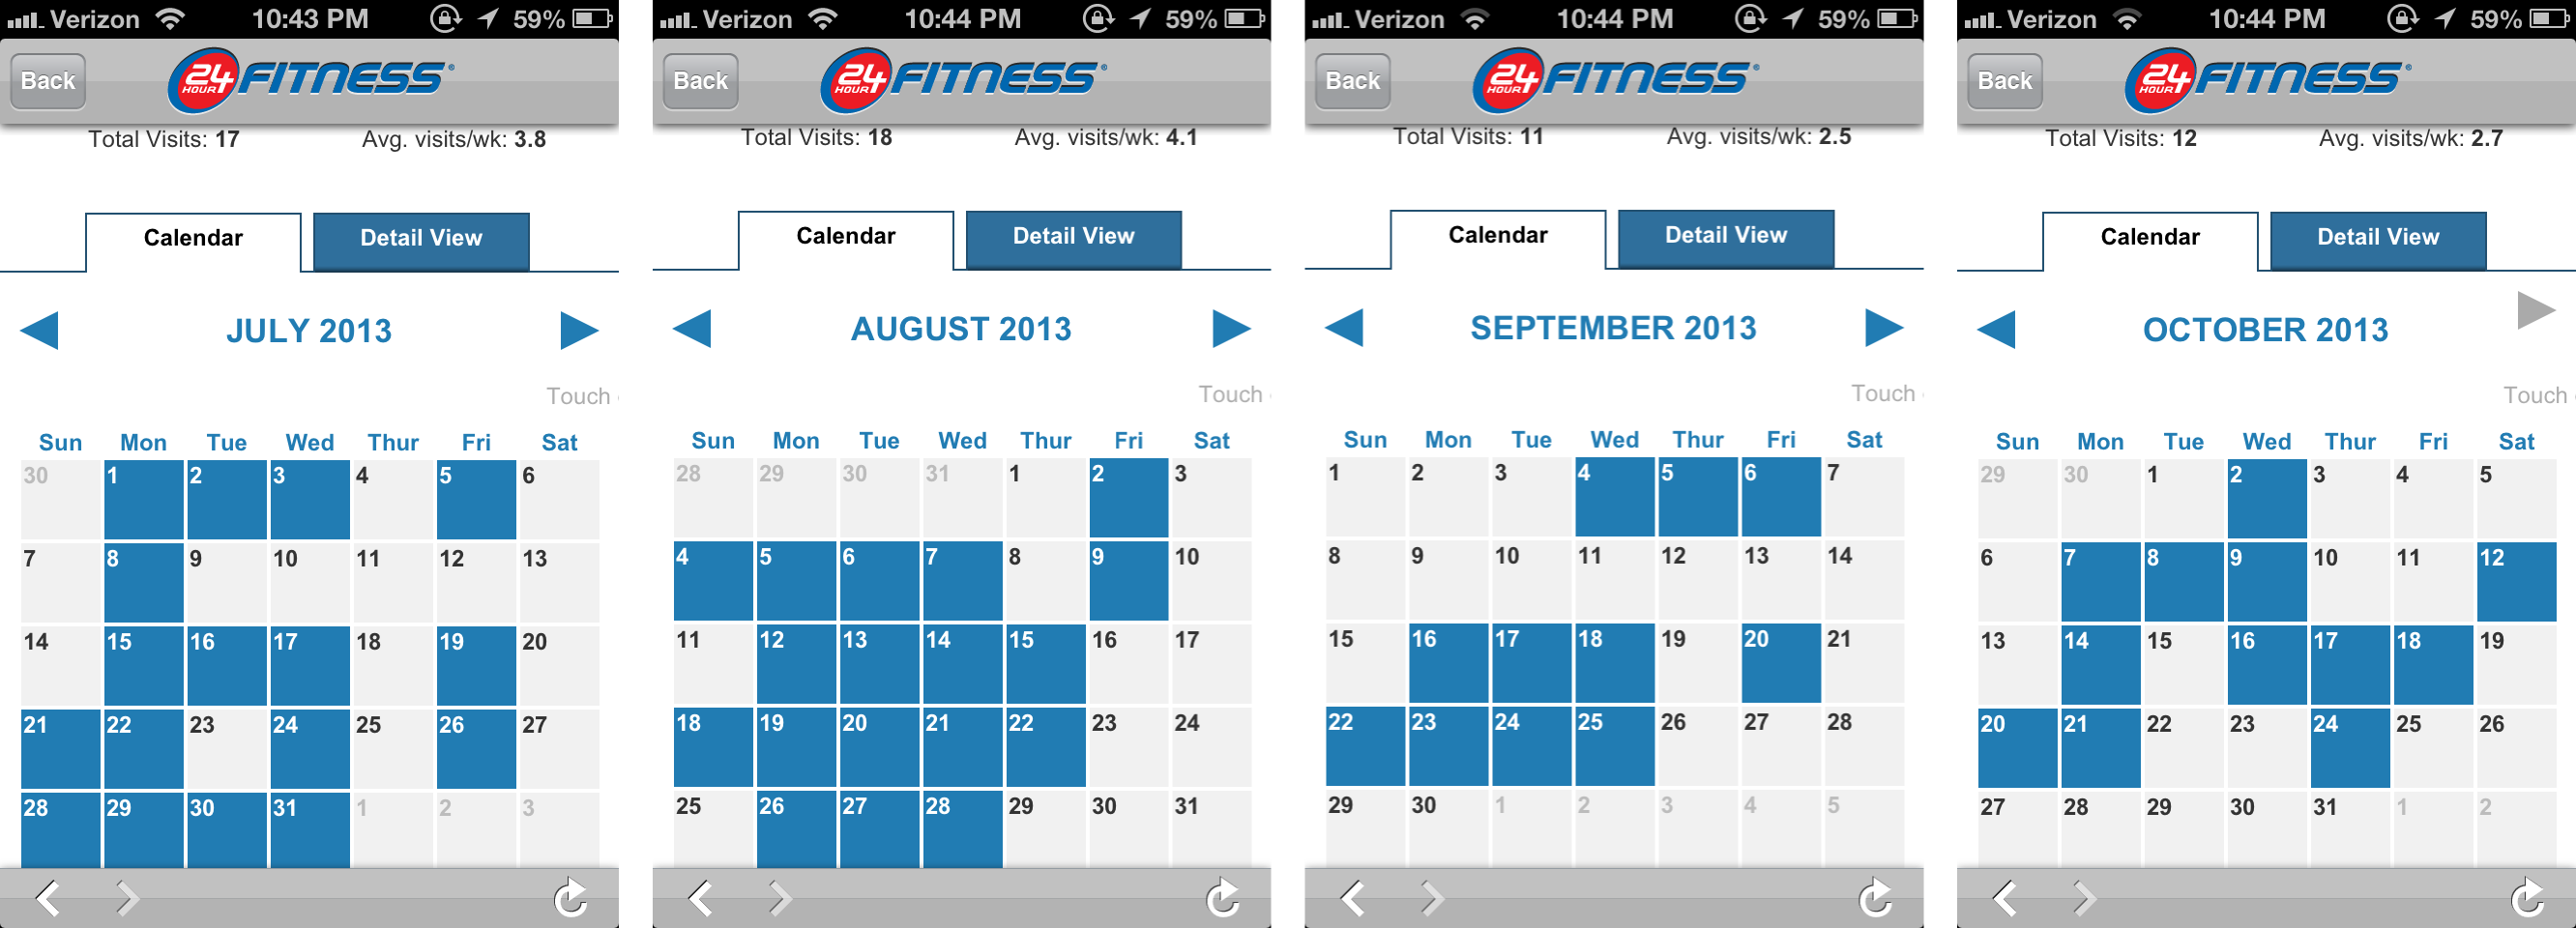 Verizon 10:43 PM 59%
Back 24 HOUR FITNESS
Total Visits: 17 Avg. visits/wk: 3.8
Calendar Detail View
JULY 2013
Touch
Sun Mon Tue Wed Thur Fri Sat
30 1 2 3 4 5 6
7 8 9 10 11 12 13
14 15 16 17 18 19 20
21 22 23 24 25 26 27
28 29 30 31 1 2 3
Verizon 10:44 PM 59%
Back 24 HOUR FITNESS
Total Visits: 18 Avg. visits/wk: 4.1
Calendar Detail View
AUGUST 2013
Touch
Sun Mon Tue Wed Thur Fri Sat
28 29 30 31 1 2 3
4 5 6 7 8 9 10
11 12 13 14 15 16 17
18 19 20 21 22 23 24
25 26 27 28 29 30 31
Verizon 10:44 PM 59%
Back 24 HOUR FITNESS
Total Visits: 11 Avg. visits/wk: 2.5
Calendar Detail View
SEPTEMBER 2013
Touch
Sun Mon Tue Wed Thur Fri Sat
1 2 3 4 5 6 7
8 9 10 11 12 13 14
15 16 17 18 19 20 21
22 23 24 25 26 27 28
29 30 1 2 3 4 5
Verizon 10:44 PM 59%
Back 24 HOUR FITNESS
Total Visits: 12 Avg. visits/wk: 2.7
Calendar Detail View
OCTOBER 2013
Touch
Sun Mon Tue Wed Thur Fri Sat
29 30 1 2 3 4 5
6 7 8 9 10 11 12
13 14 15 16 17 18 19
20 21 22 23 24 25 26
27 28 29 30 31 1 2